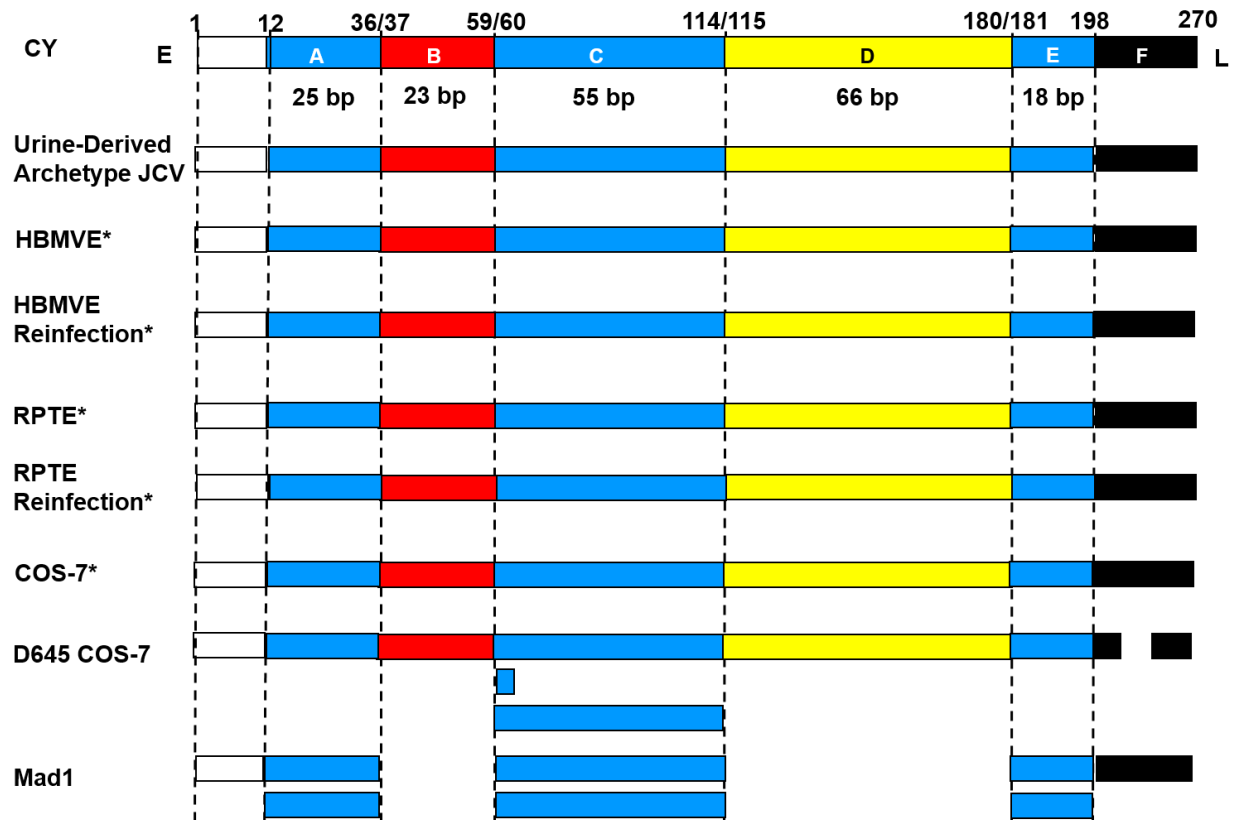 1 12 36/37 59/60 114/115 180/181 198 270
CY E A B C D E F L
25 bp 23 bp 55 bp 66 bp 18 bp
Urine-Derived
Archetype JCV
HBMVE*
HBMVE
Reinfection*
RPTE*
RPTE
Reinfection*
COS-7*
D645 COS-7
Mad1